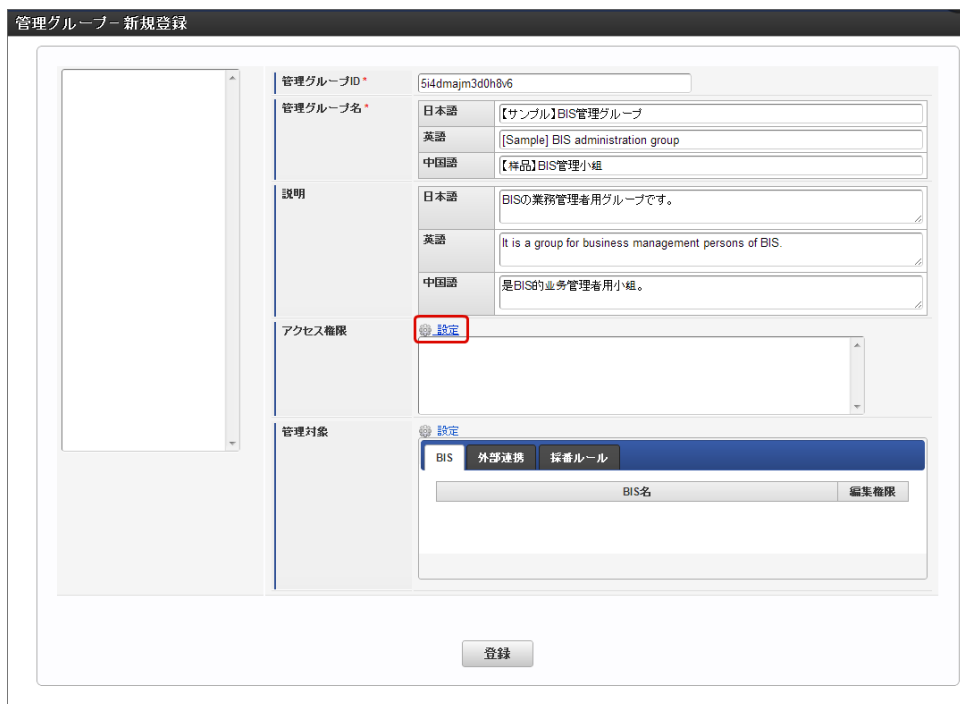 管理グループ - 新規登録
管理グループID *
5i4dmajm3d0h8v6
管理グループ名 *
日本語
【サンプル】BIS管理グループ
英語
[Sample] BIS administration group
中国語
【样品】BIS管理小组
説明
日本語
BISの業務管理者用グループです。
英語
It is a group for business management persons of BIS.
中国語
是BIS的业务管理者用小组。
アクセス権限
設定
管理対象
設定
BIS 外部連携 採番ルール
BIS名 編集権限
登録